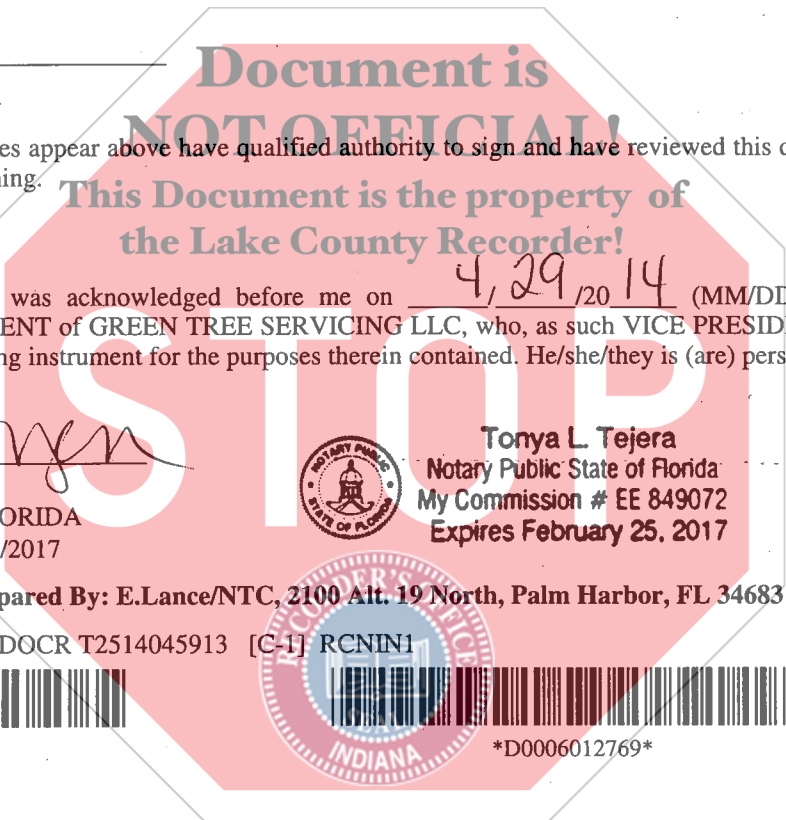 Document is
NOT OFFICIAL!
es appear above have qualified authority to sign and have reviewed this d
ing.
This Document is the property of
the Lake County Recorder!
was acknowledged before me on 4/29/20 14 (MM/DD
ENT of GREEN TREE SERVICING LLC, who, as such VICE PRESID
ng instrument for the purposes therein contained. He/she/they is (are) pers
STOP
Tonya L. Tejera
Notary Public State of Florida
My Commission # EE 849072
Expires February 25, 2017
NOTARY PUBLIC
STATE OF FLORIDA
ORIDA
/2017
pared By: E.Lance/NTC, 2100 Alt. 19 North, Palm Harbor, FL 34683
DOCR T2514045913 [C-1] RCNIN1
RECORDER'S OFFICE
SEAL
INDIANA
*D0006012769*